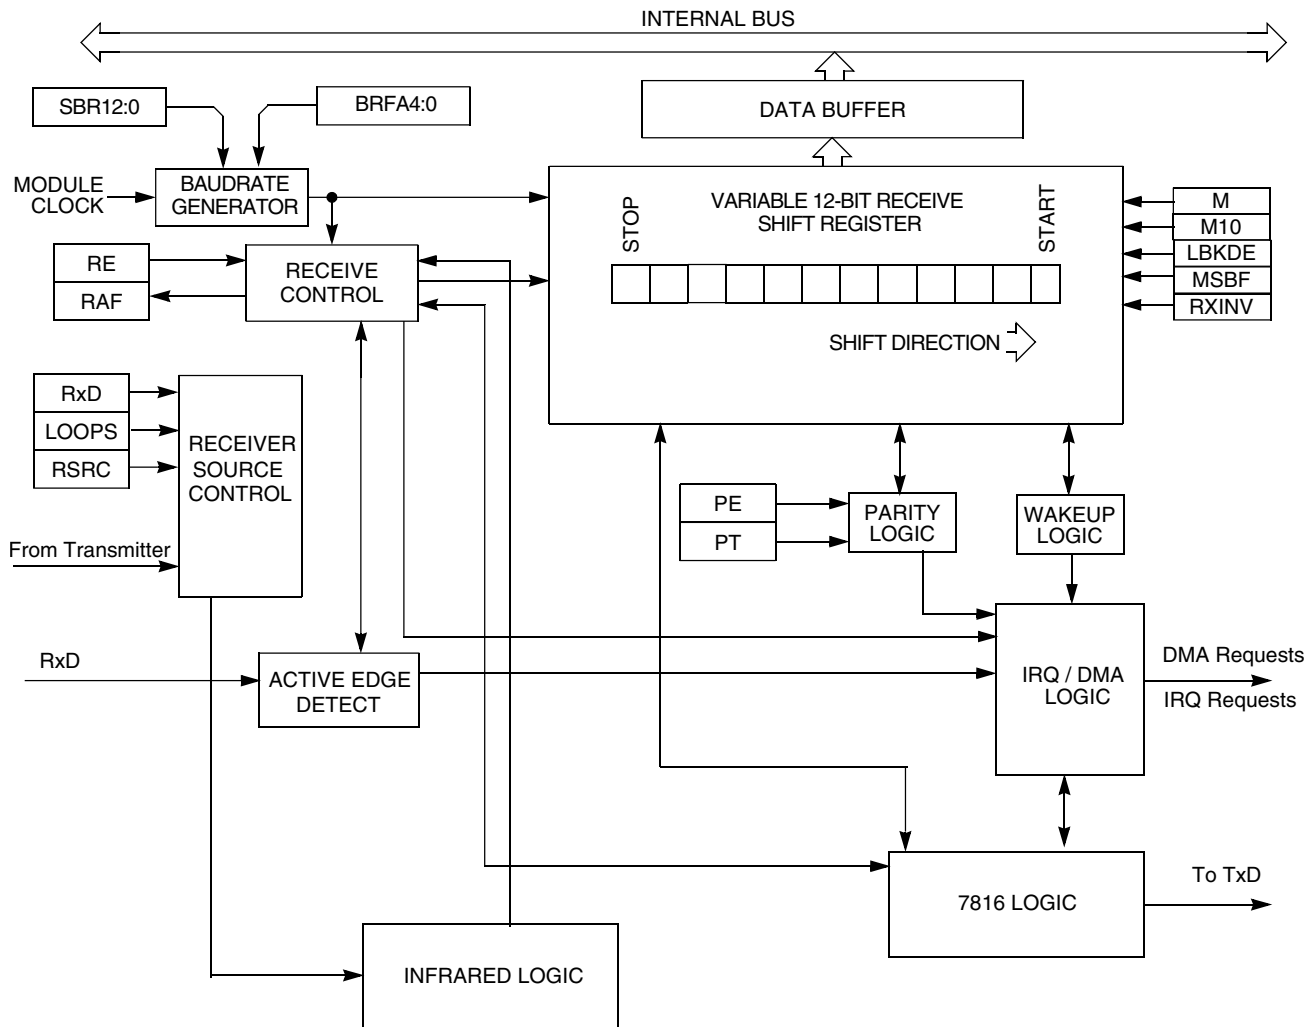 INTERNAL BUS
SBR12:0
BRFA4:0
DATA BUFFER
MODULE
CLOCK
BAUDRATE
GENERATOR
VARIABLE 12-BIT RECEIVE
SHIFT REGISTER
STOP
START
M
M10
LBKDE
MSBF
RXINV
RE
RAF
RECEIVE
CONTROL
SHIFT DIRECTION
RxD
LOOPS
RSRC
RECEIVER
SOURCE
CONTROL
From Transmitter
PE
PT
PARITY
LOGIC
WAKEUP
LOGIC
RxD
ACTIVE EDGE
DETECT
IRQ / DMA
LOGIC
DMA Requests
IRQ Requests
7816 LOGIC
To TxD
INFRARED LOGIC